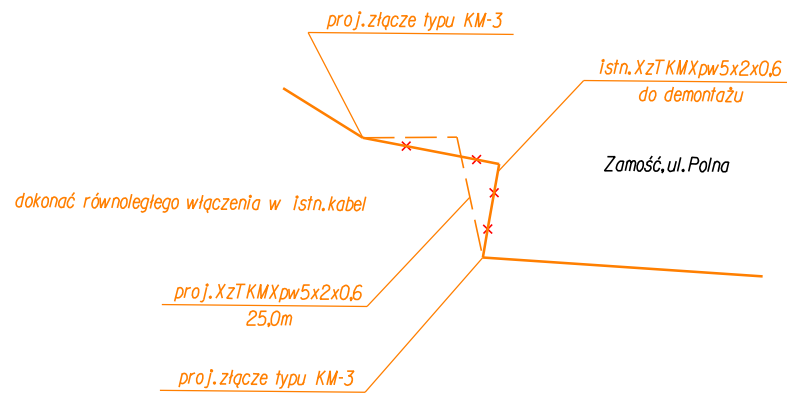 proj.złącze typu KM-3
istn.XzTKMXpw5x2x0,6
do demontażu
Zamość,ul.Polna
dokonać równoległego włączenia w istn.kabel
proj.XzTKMXpw5x2x0,6
25,0m
proj.złącze typu KM-3